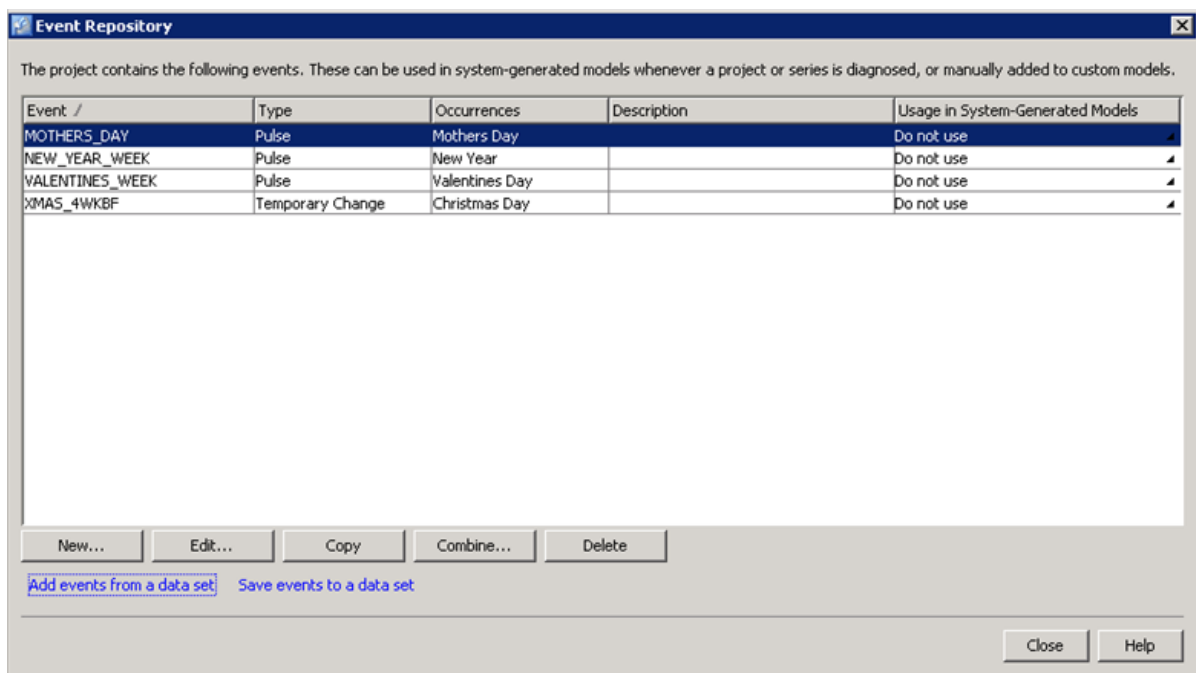 Event Repository
The project contains the following events. These can be used in system-generated models whenever a project or series is diagnosed, or manually added to custom models.
Event / Type Occurrences Description Usage in System-Generated Models
MOTHERS_DAY Pulse Mothers Day Do not use
NEW_YEAR_WEEK Pulse New Year Do not use
VALENTINES_WEEK Pulse Valentines Day Do not use
XMAS_4WKBF Temporary Change Christmas Day Do not use
New... Edit... Copy Combine... Delete
Add events from a data set Save events to a data set
Close Help